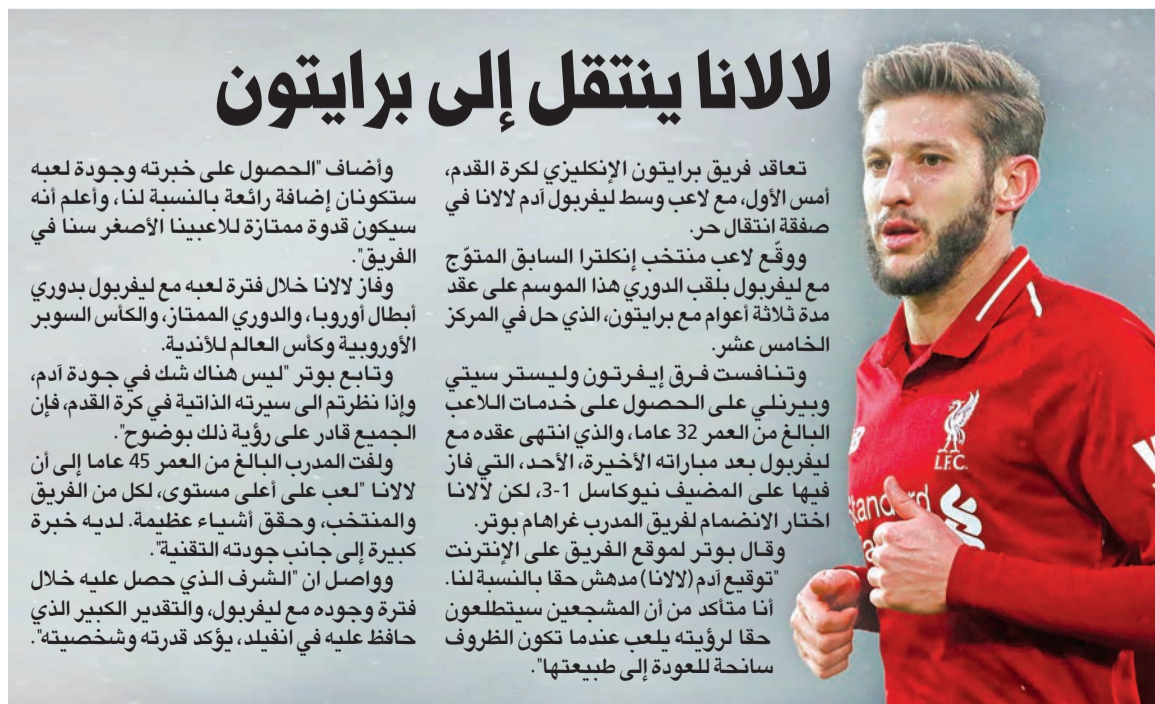 لالانا ينتقل إلى برايتون
تعاقد فريق برايتون الإنكليزي لكرة القدم،
أمس الأول، مع لاعب وسط ليفربول آدم لالانا في
صفقة انتقال حر.
ووقّع لاعب منتخب إنكلترا السابق المتوّج
مع ليفربول بلقب الدوري هذا الموسم على عقد
مدة ثلاثة أعوام مع برايتون، الذي حل في المركز
الخامس عشر.
وتنافست فرق إيفرتون وليستر سيتي
وبيرنلي على الحصول على خدمات اللاعب
البالغ من العمر 32 عاما، والذي انتهى عقده مع
ليفربول بعد مباراته الأخيرة، الأحد، التي فاز
فيها على المضيف نيوكاسل 1-3، لكن لالانا
اختار الانضمام لفريق المدرب غراهام بوتر.
وقال بوتر لموقع الفريق على الإنترنت
"توقيع آدم (لالانا) مدهش حقا بالنسبة لنا.
أنا متأكد من أن المشجعين سيتطلعون
حقا لرؤيته يلعب عندما تكون الظروف
سانحة للعودة إلى طبيعتها".
وأضاف "الحصول على خبرته وجودة لعبه
ستكونان إضافة رائعة بالنسبة لنا، وأعلم أنه
سيكون قدوة ممتازة للاعبينا الأصغر سنا في
الفريق".
وفاز لالانا خلال فترة لعبه مع ليفربول بدوري
أبطال أوروبا، والدوري الممتاز، والكأس السوبر
الأوروبية وكأس العالم للأندية.
وتابع بوتر "ليس هناك شك في جودة آدم،
وإذا نظرتم الى سيرته الذاتية في كرة القدم، فإن
الجميع قادر على رؤية ذلك بوضوح".
ولفت المدرب البالغ من العمر 45 عاما إلى أن
لالانا "لعب على أعلى مستوى، لكل من الفريق
والمنتخب، وحقق أشياء عظيمة. لديه خبرة
كبيرة إلى جانب جودته التقنية".
وواصل ان "الشرف الذي حصل عليه خلال
فترة وجوده مع ليفربول، والتقدير الكبير الذي
حافظ عليه في انفيلد، يؤكد قدرته وشخصيته".
L.F.C.